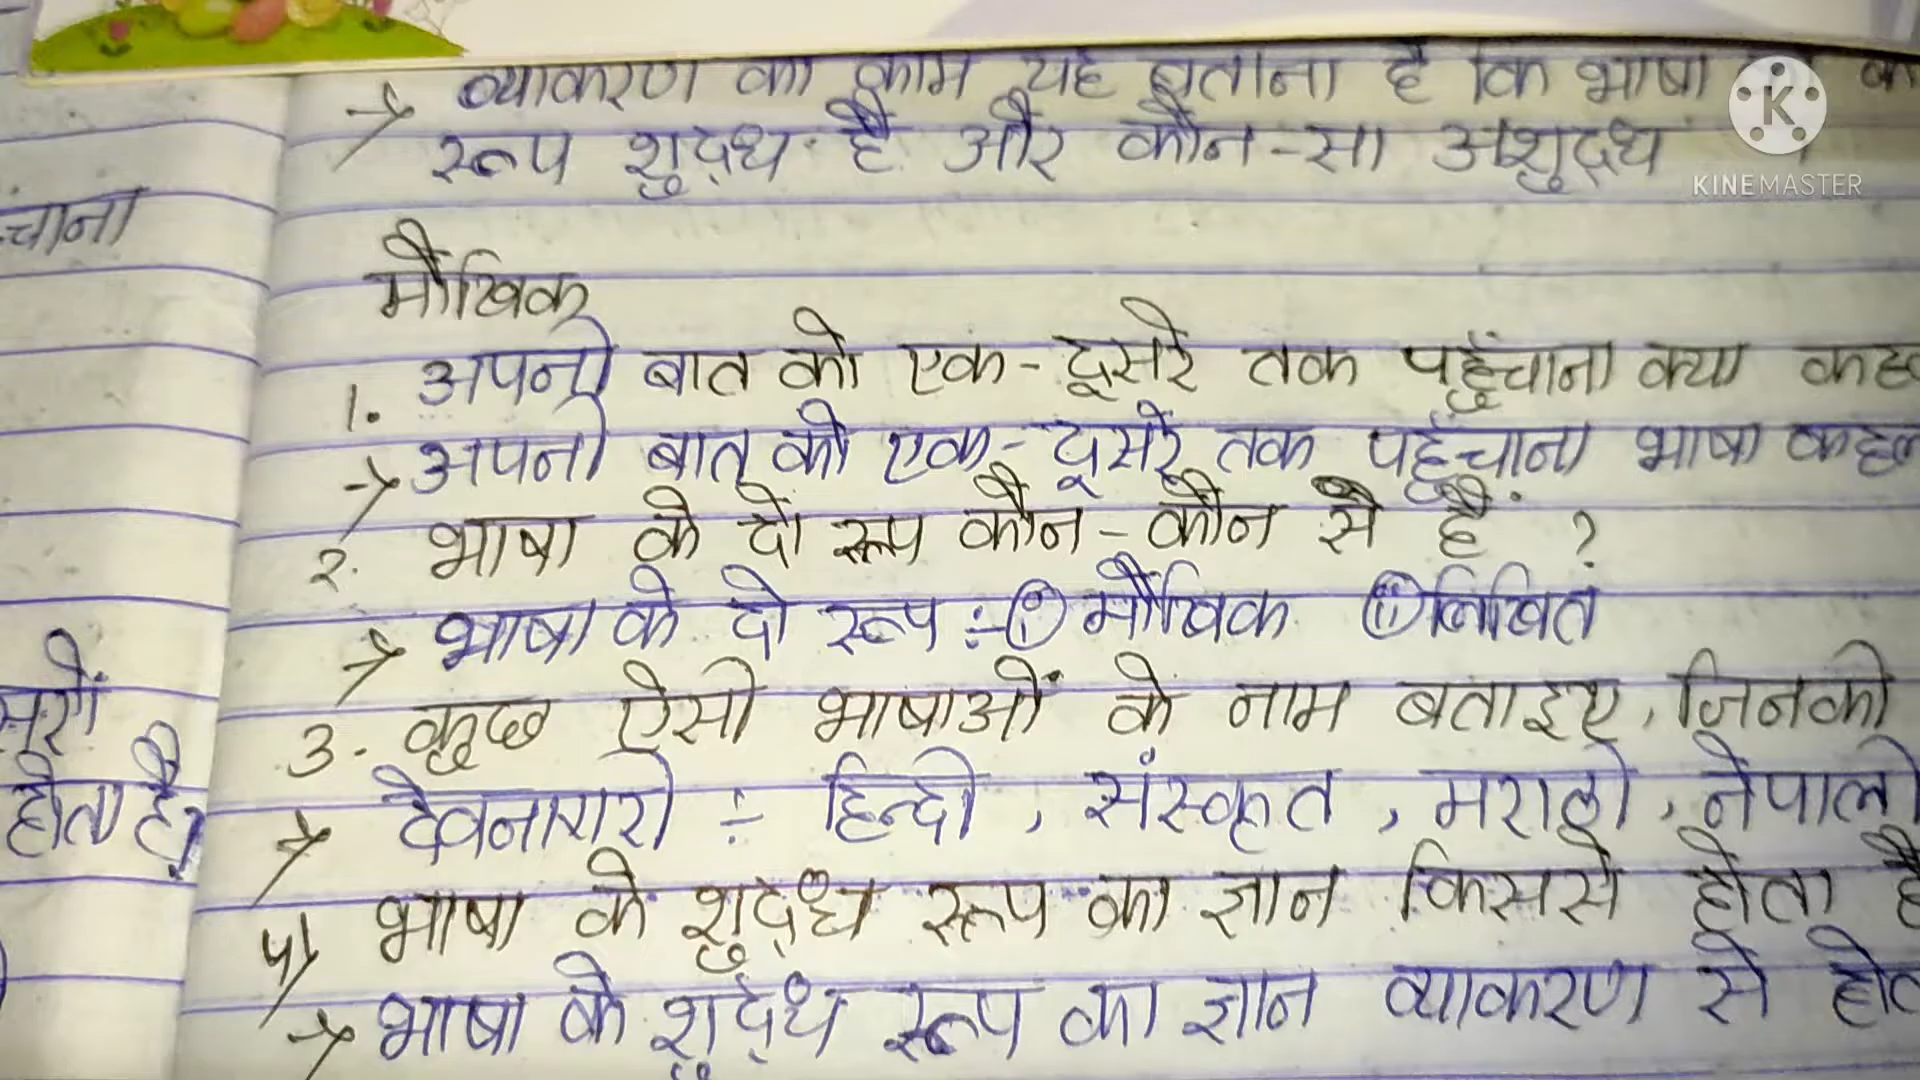 → व्याकरण का काम यह बताना है कि भाषा
रूप शुद्ध है और कौन-सा अशुद्ध
KINEMASTER
चाना
मौखिक
1. अपनी बात को एक-दूसरे तक पहुँचाना क्या
→ अपनी बात को एक-दूसरे तक पहुँचाना भाषा
2. भाषा के दो रूप कौन-कौन से हैं ?
→ भाषा के दो रूप :- (i) मौखिक (ii) लिखित
3. कुछ ऐसी भाषाओं के नाम बताइए, जिनकी
→ देवनागरी ÷ हिन्दी, संस्कृत, मराठी, नेपाली
होता है,
4) भाषा के शुद्ध रूप का ज्ञान किससे होता है
→ भाषा के शुद्ध रूप का ज्ञान व्याकरण से